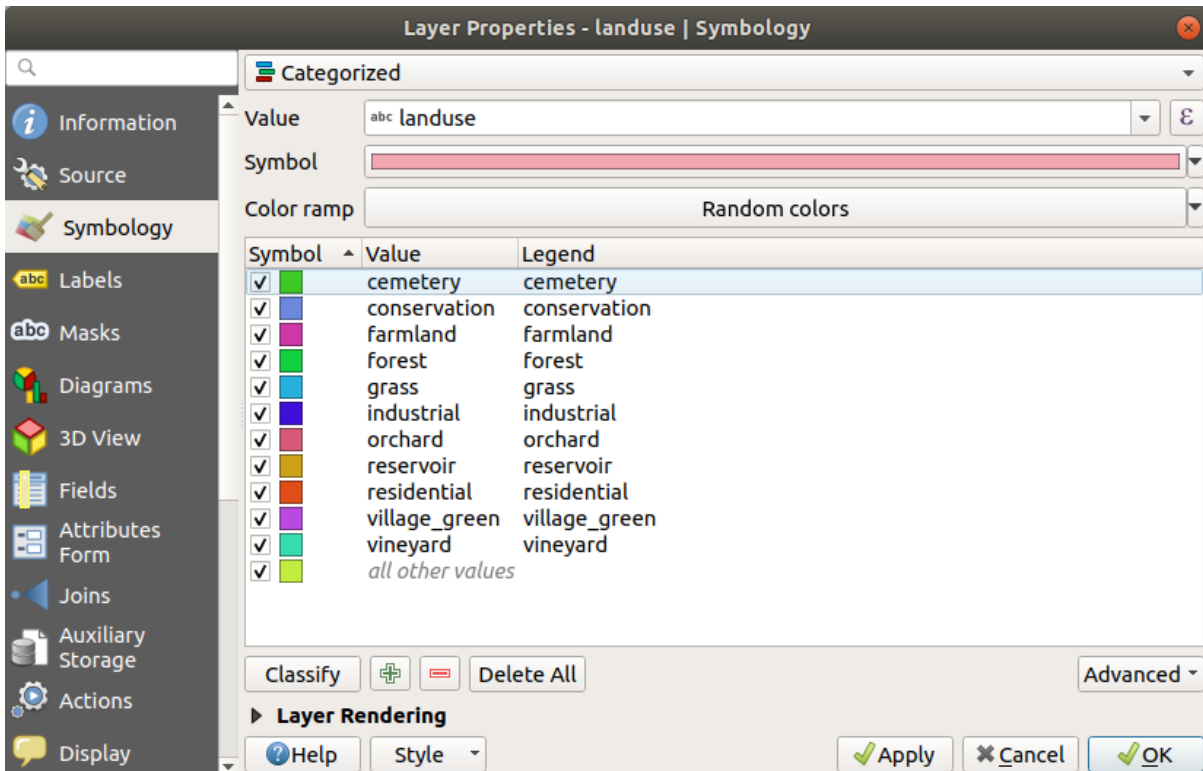 Layer Properties - landuse | Symbology
Categorized
Information
Source
Symbology
Labels
Masks
Diagrams
3D View
Fields
Attributes
Form
Joins
Auxiliary
Storage
Actions
Display
Value abc landuse ε
Symbol
Color ramp Random colors
Symbol Value Legend
cemetery cemetery
conservation conservation
farmland farmland
forest forest
grass grass
industrial industrial
orchard orchard
reservoir reservoir
residential residential
village_green village_green
vineyard vineyard
all other values
Classify Delete All Advanced
Layer Rendering
Help Style Apply Cancel OK
abc
abc